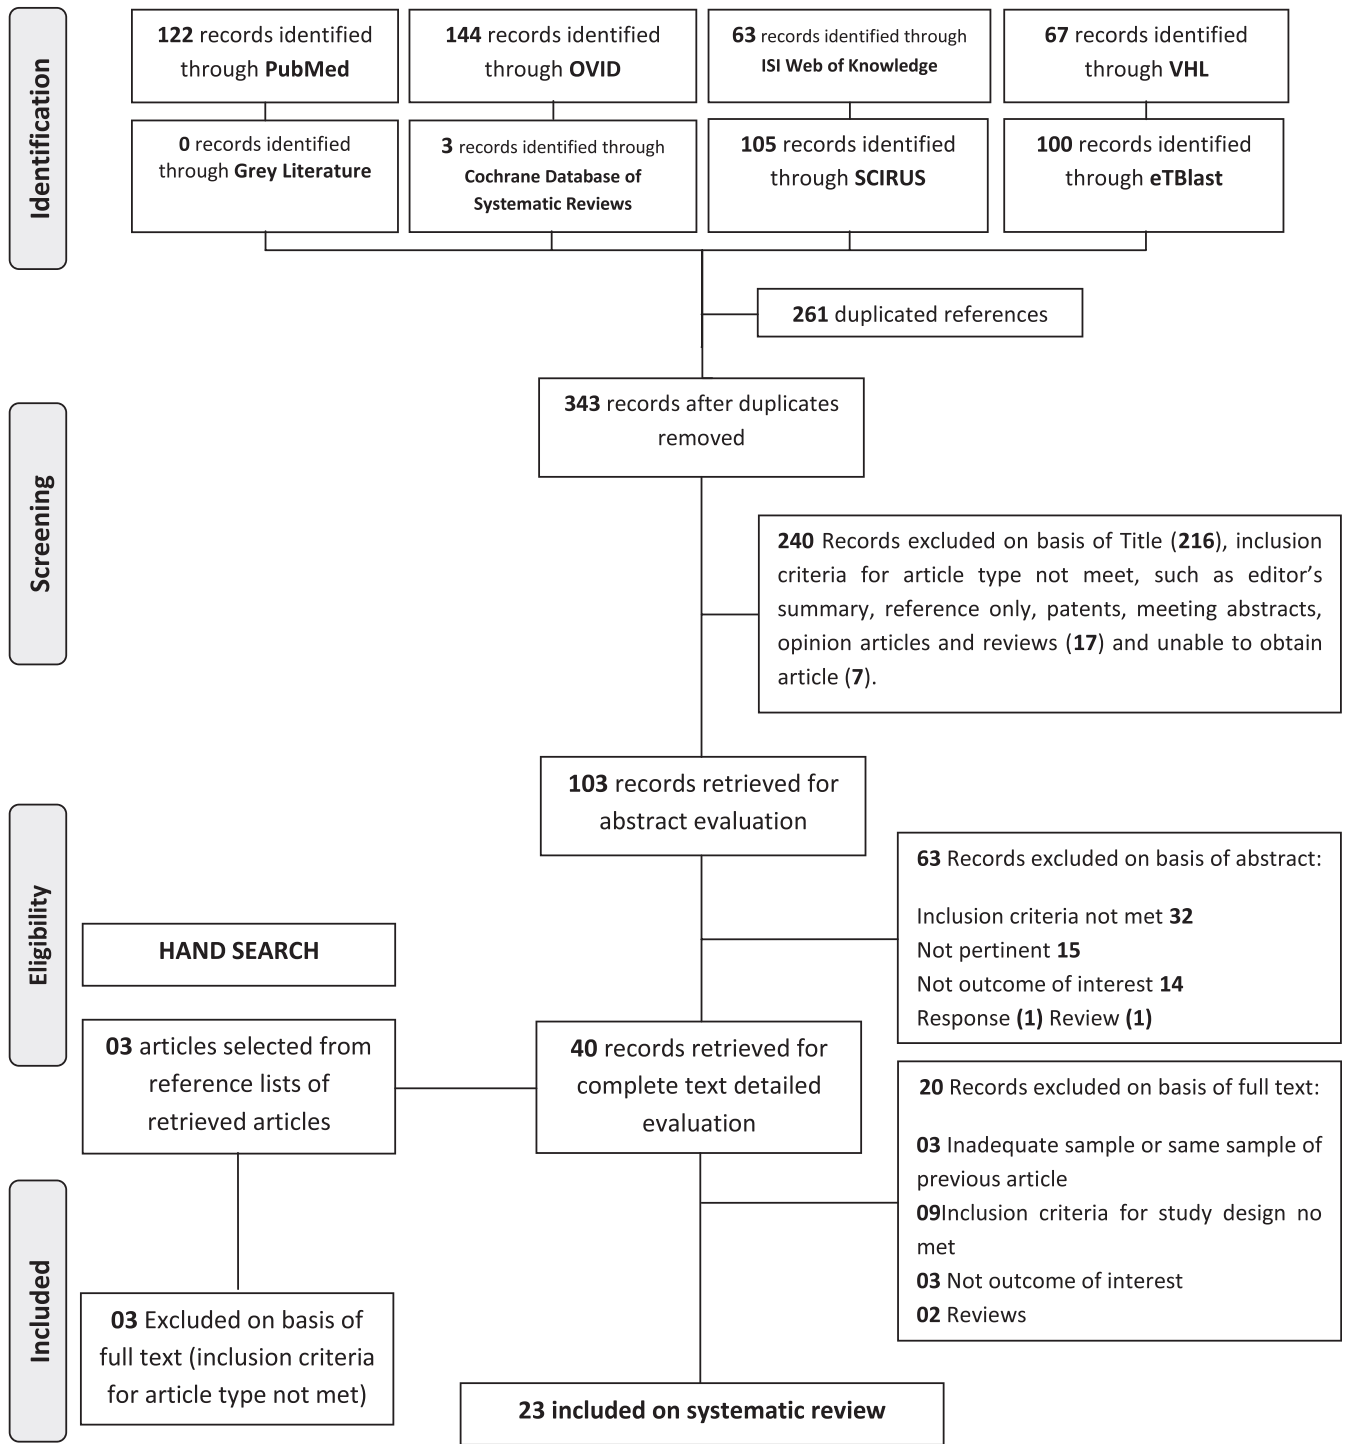 Identification
122 records identified
through PubMed
144 records identified
through OVID
63 records identified through
ISI Web of Knowledge
67 records identified
through VHL
0 records identified
through Grey Literature
3 records identified through
Cochrane Database of
Systematic Reviews
105 records identified
through SCIRUS
100 records identified
through eTBlast
261 duplicated references
Screening
343 records after duplicates
removed
240 Records excluded on basis of Title (216), inclusion
criteria for article type not meet, such as editor’s
summary, reference only, patents, meeting abstracts,
opinion articles and reviews (17) and unable to obtain
article (7).
103 records retrieved for
abstract evaluation
Eligibility
63 Records excluded on basis of abstract:
Inclusion criteria not met 32
Not pertinent 15
Not outcome of interest 14
Response (1) Review (1)
HAND SEARCH
03 articles selected from
reference lists of
retrieved articles
40 records retrieved for
complete text detailed
evaluation
20 Records excluded on basis of full text:
03 Inadequate sample or same sample of
previous article
09Inclusion criteria for study design no
met
03 Not outcome of interest
02 Reviews
Included
03 Excluded on basis of
full text (inclusion criteria
for article type not met)
23 included on systematic review